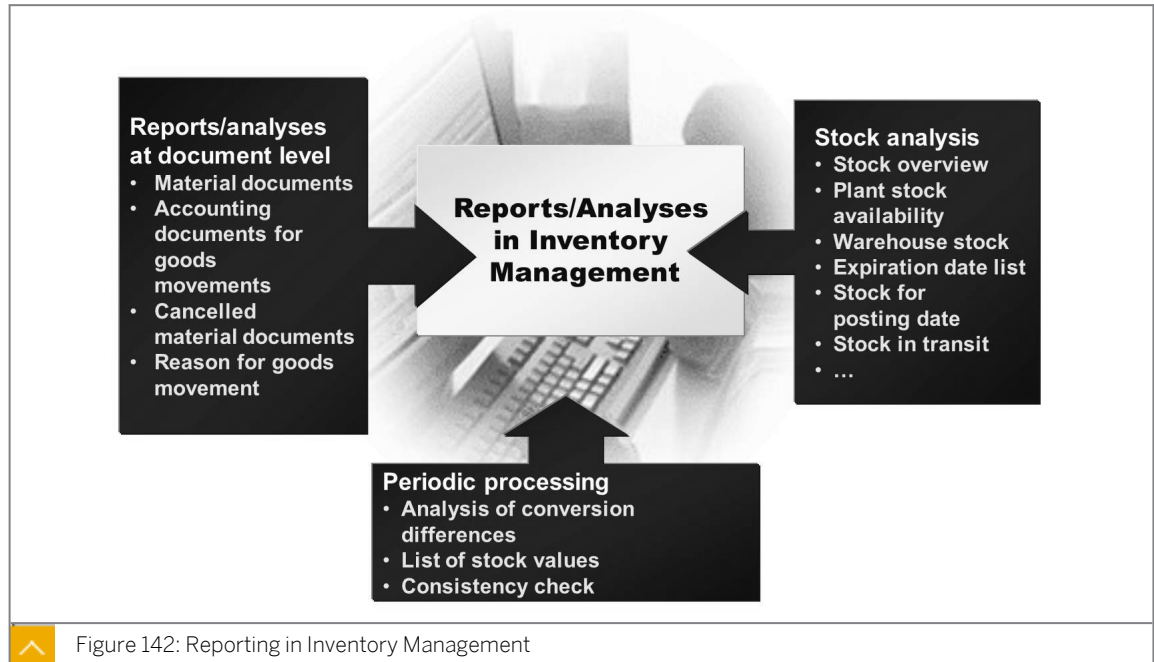 Reports/analyses
at document level
• Material documents
• Accounting
documents for
goods
movements
• Cancelled
material documents
• Reason for goods
movement
Reports/Analyses
in Inventory
Management
Stock analysis
• Stock overview
• Plant stock
availability
• Warehouse stock
• Expiration date list
• Stock for
posting date
• Stock in transit
• ...
Periodic processing
• Analysis of conversion
differences
• List of stock values
• Consistency check
Figure 142: Reporting in Inventory Management